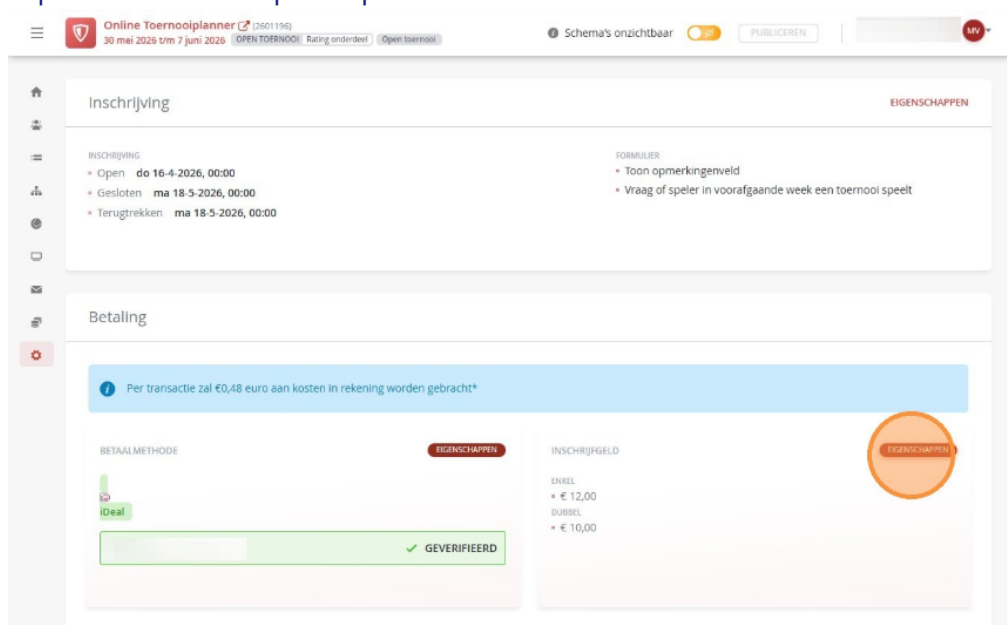 Online Toernooiplanner (2601196)
30 mei 2026 t/m 7 juni 2026 OPEN TOERNOOI Rating onderdeel Open toernooi
Schema's onzichtbaar
PUBLICEREN
MV
Inschrijving
EIGENSCHAPPEN
INSCHRIJVING
Open do 16-4-2026, 00:00
Gesloten ma 18-5-2026, 00:00
Terugtrekken ma 18-5-2026, 00:00
FORMULIER
Toon opmerkingenveld
Vraag of speler in voorafgaande week een toernooi speelt
Betaling
Per transactie zal €0,48 euro aan kosten in rekening worden gebracht*
BETAALMETHODE
EIGENSCHAPPEN
iDeal
GEVERIFIEERD
INSCHRIJFGELD
EIGENSCHAPPEN
ENKEL
€ 12,00
DUBBEL
€ 10,00